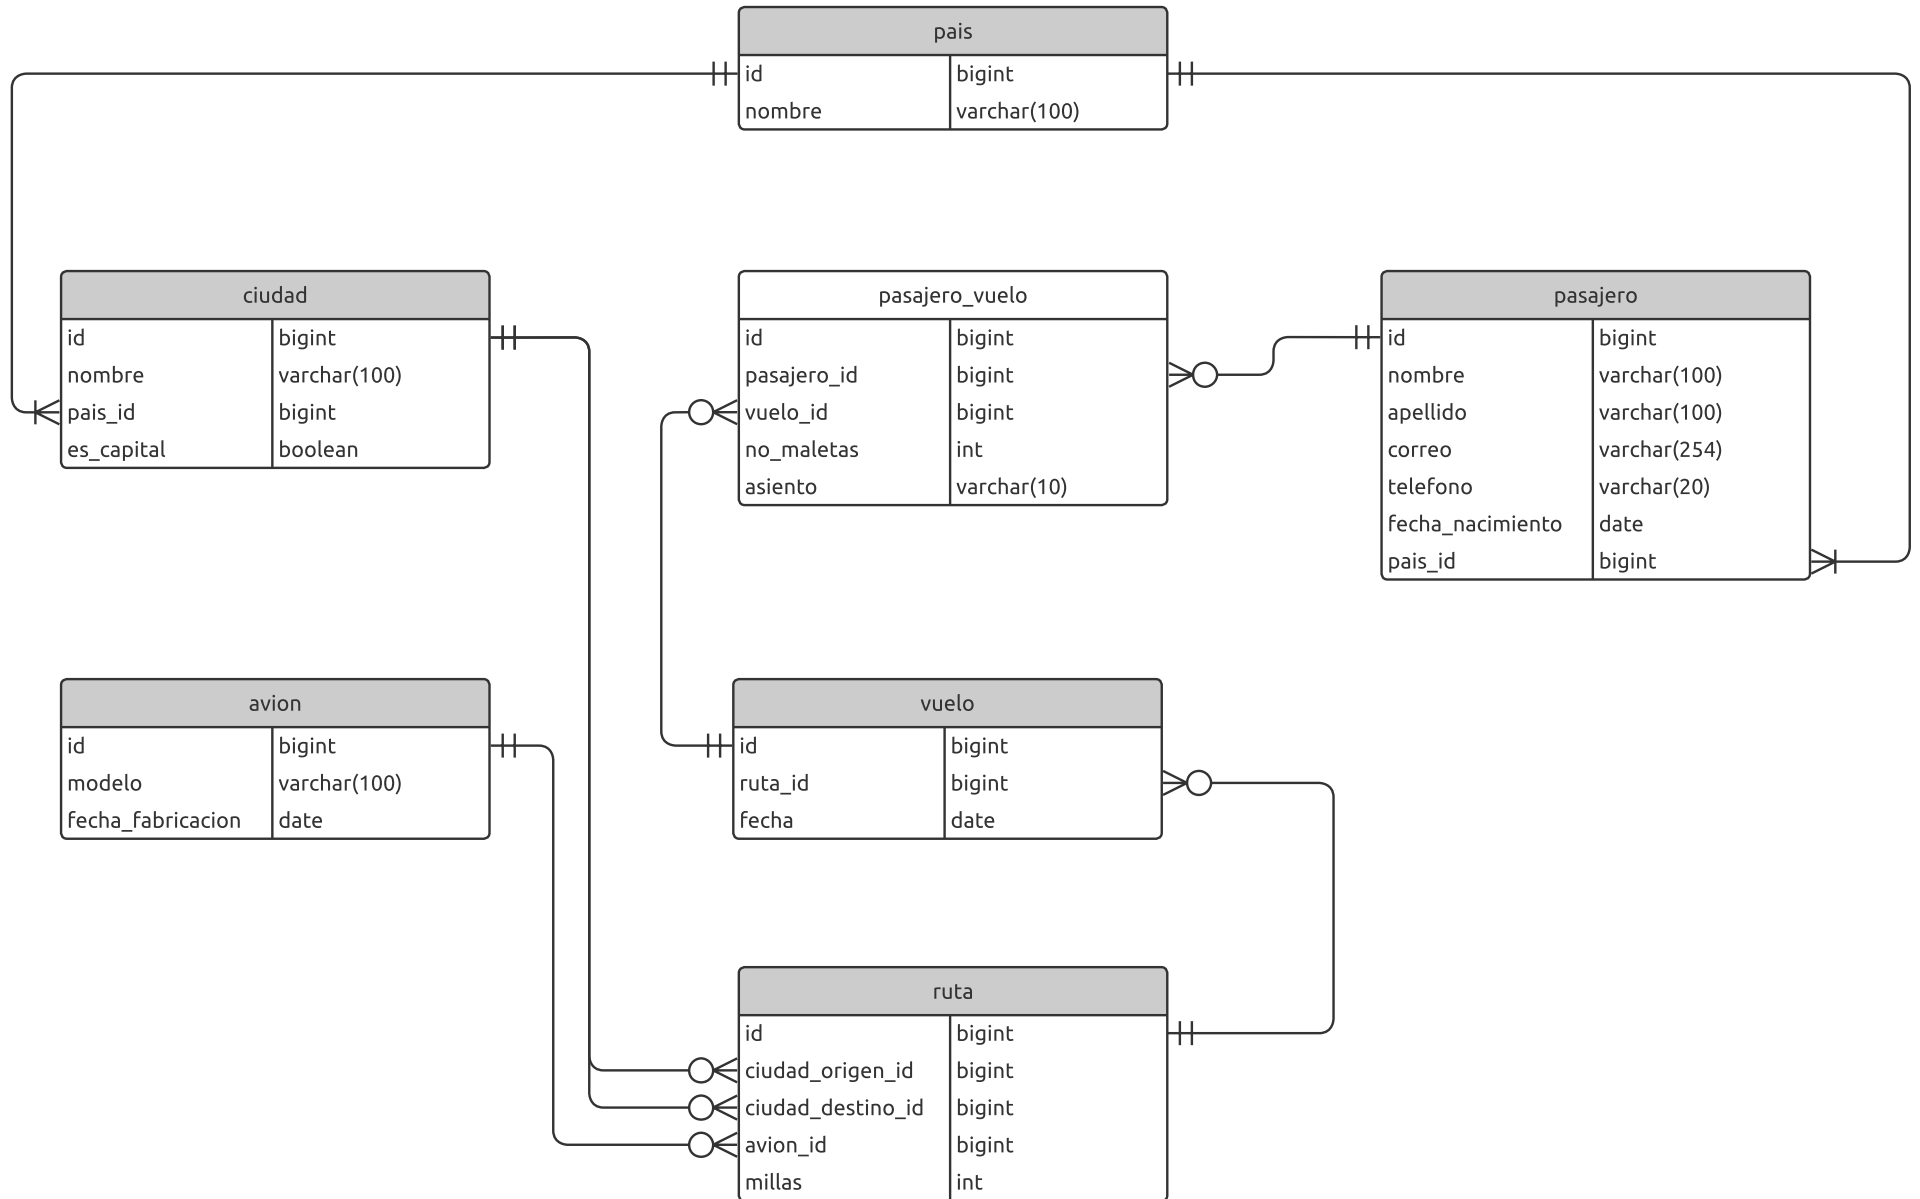 pais
id bigint
nombre varchar(100)
ciudad
id bigint
nombre varchar(100)
pais_id bigint
es_capital boolean
pasajero_vuelo
id bigint
pasajero_id bigint
vuelo_id bigint
no_maletas int
asiento varchar(10)
pasajero
id bigint
nombre varchar(100)
apellido varchar(100)
correo varchar(254)
telefono varchar(20)
fecha_nacimiento date
pais_id bigint
avion
id bigint
modelo varchar(100)
fecha_fabricacion date
vuelo
id bigint
ruta_id bigint
fecha date
ruta
id bigint
ciudad_origen_id bigint
ciudad_destino_id bigint
avion_id bigint
millas int